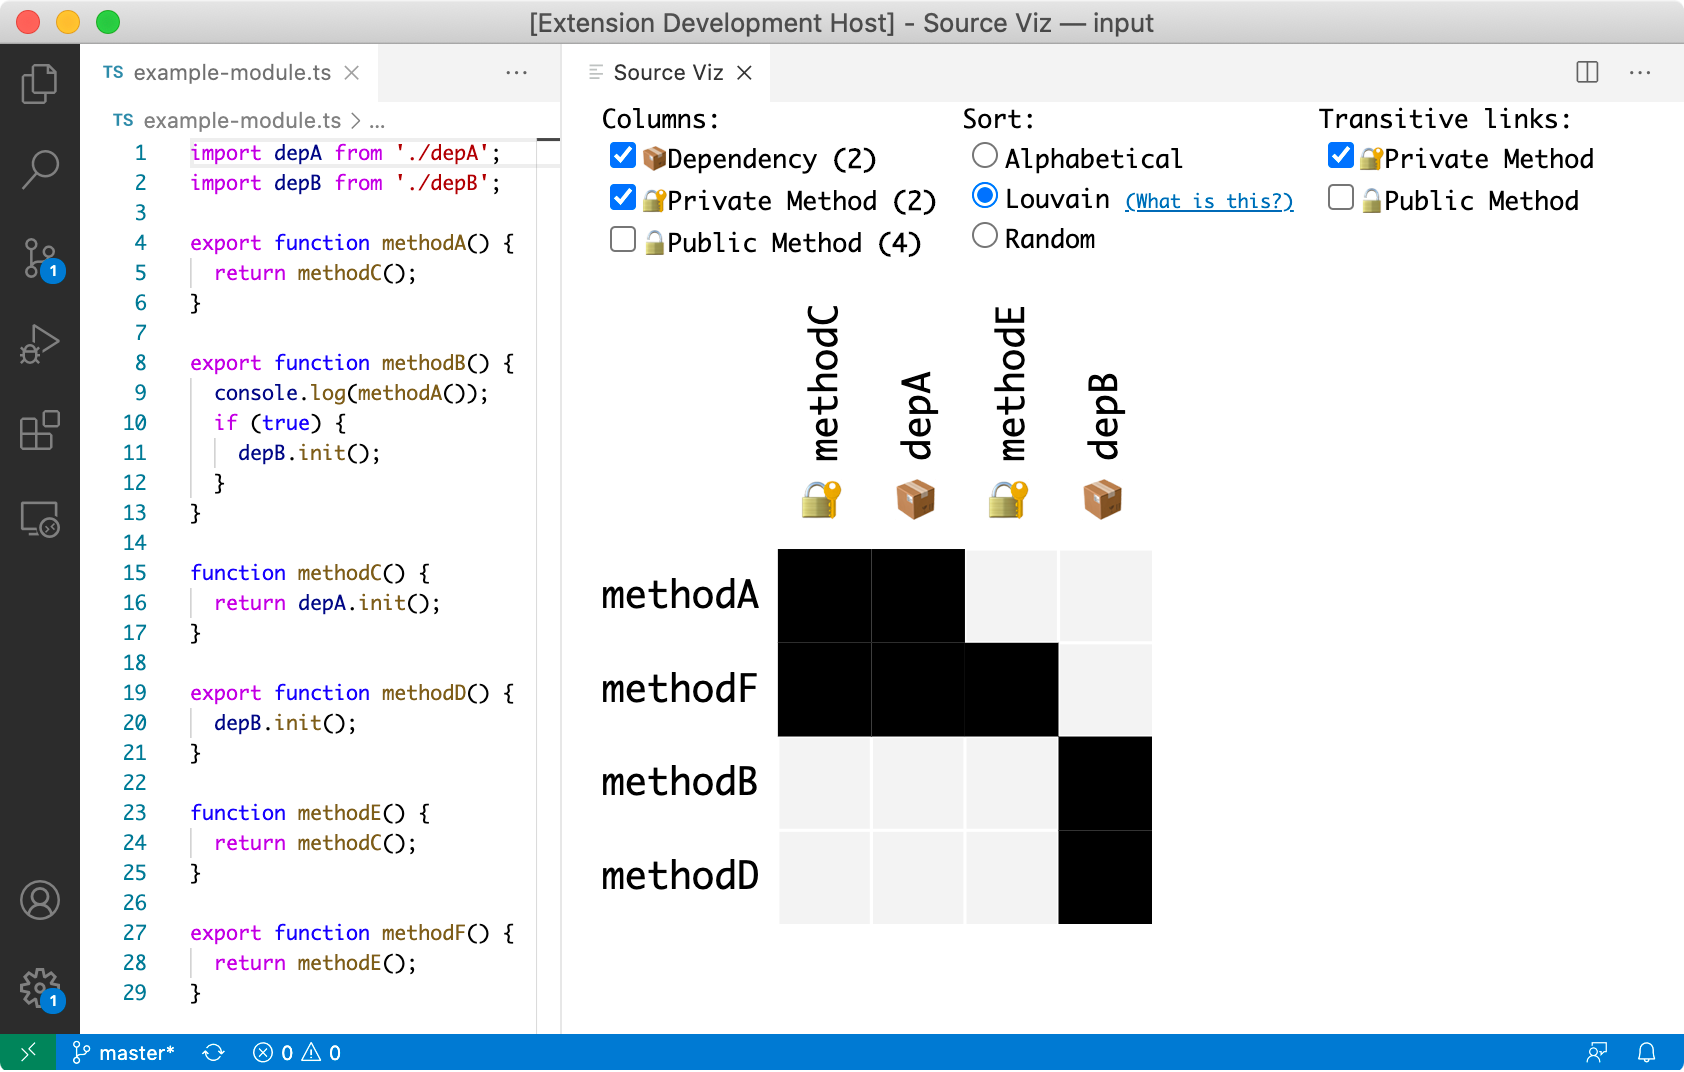 [Extension Development Host] - Source Viz — input
TS example-module.ts
TS example-module.ts > ...
1 import depA from './depA';
2 import depB from './depB';
3
4 export function methodA() {
5 return methodC();
6 }
7
8 export function methodB() {
9 console.log(methodA());
10 if (true) {
11 depB.init();
12 }
13 }
14
15 function methodC() {
16 return depA.init();
17 }
18
19 export function methodD() {
20 depB.init();
21 }
22
23 function methodE() {
24 return methodC();
25 }
26
27 export function methodF() {
28 return methodE();
29 }
Source Viz
Columns:
📦Dependency (2)
🔐Private Method (2)
🔒Public Method (4)
Sort:
Alphabetical
Louvain (What is this?)
Random
Transitive links:
🔐Private Method
🔒Public Method
methodC
depA
methodE
depB
methodA
methodF
methodB
methodD
1
1
master* 0 0